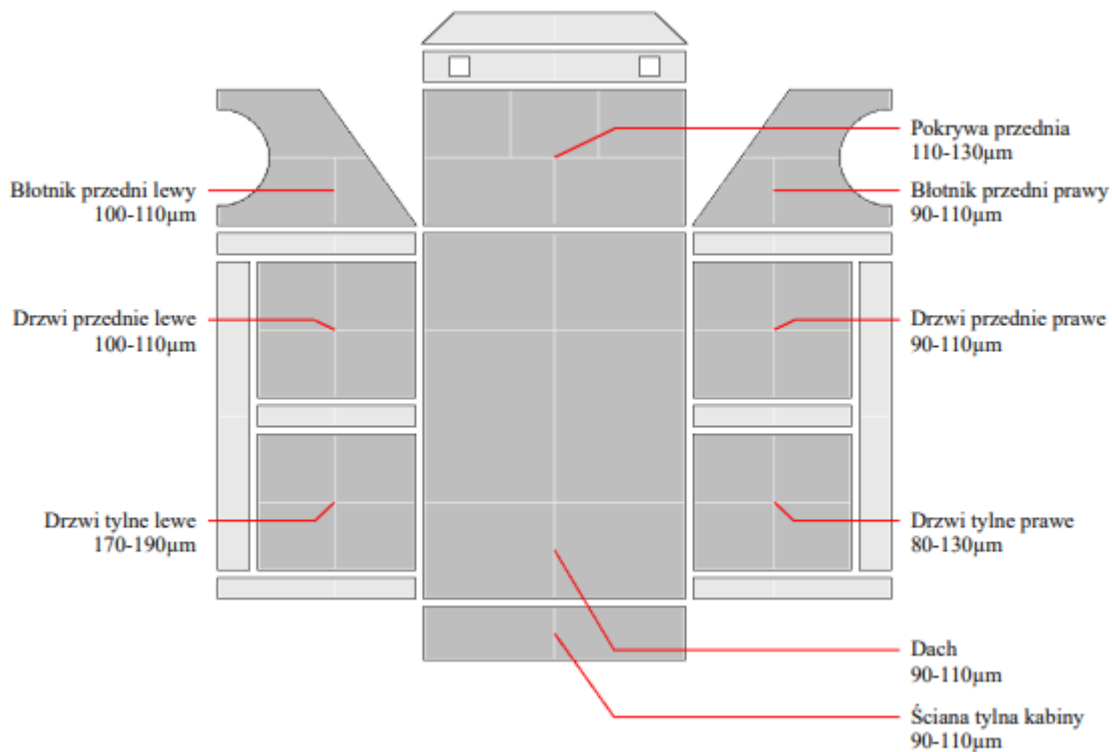 Pokrywa przednia
110-130µm
Błotnik przedni lewy
100-110µm
Błotnik przedni prawy
90-110µm
Drzwi przednie lewe
100-110µm
Drzwi przednie prawe
90-110µm
Drzwi tylne lewe
170-190µm
Drzwi tylne prawe
80-130µm
Dach
90-110µm
Ściana tylna kabiny
90-110µm